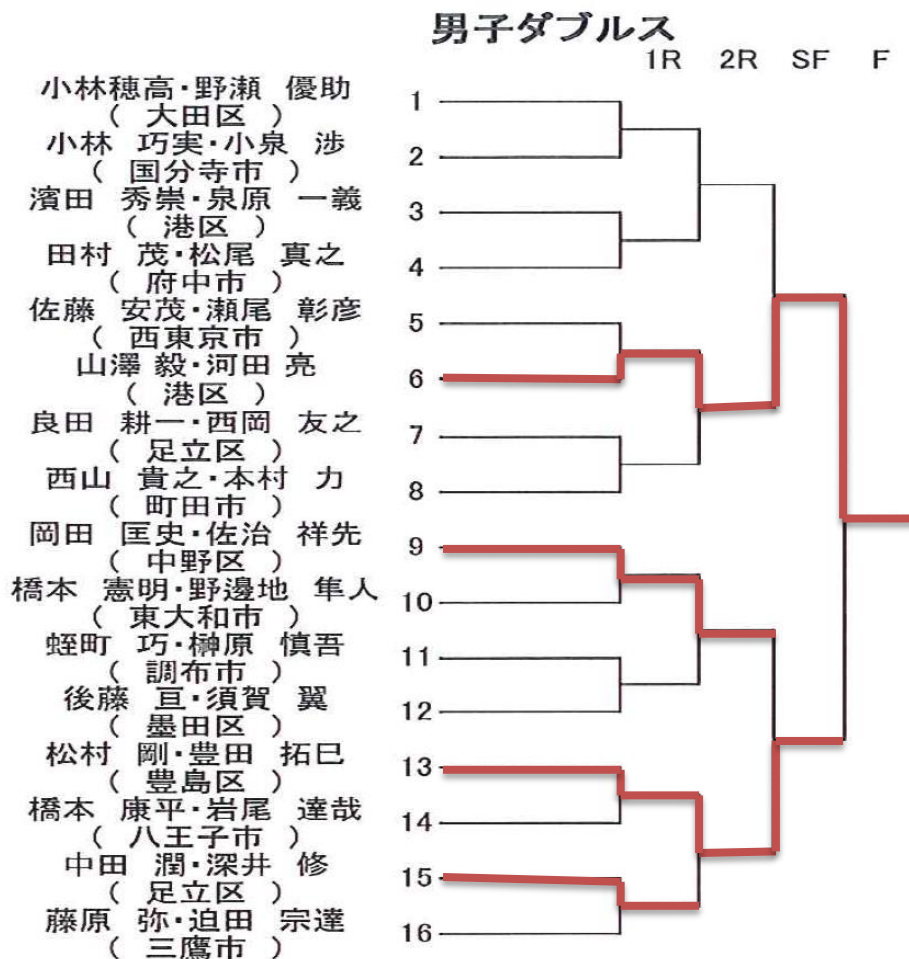 男子ダブルス
1R 2R SF F
小林穂高・野瀬 優助 1
( 大田区 )
小林 巧実・小泉 渉 2
( 国分寺市 )
濱田 秀崇・泉原 一義 3
( 港区 )
田村 茂・松尾 真之 4
( 府中市 )
佐藤 安茂・瀬尾 彰彦 5
( 西東京市 )
山澤 毅・河田 亮 6
( 港区 )
良田 耕一・西岡 友之 7
( 足立区 )
西山 貴之・本村 力 8
( 町田市 )
岡田 匡史・佐治 祥先 9
( 中野区 )
橋本 憲明・野邊地 隼人 10
( 東大和市 )
蛭町 巧・榊原 慎吾 11
( 調布市 )
後藤 亘・須賀 翼 12
( 墨田区 )
松村 剛・豊田 拓巳 13
( 豊島区 )
橋本 康平・岩尾 達哉 14
( 八王子市 )
中田 潤・深井 修 15
( 足立区 )
藤原 弥・迫田 宗達 16
( 三鷹市 )